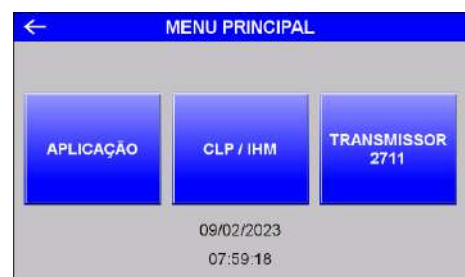 MENU PRINCIPAL
APLICAÇÃO
CLP / IHM
TRANSMISSOR
2711
09/02/2023
07:59:18